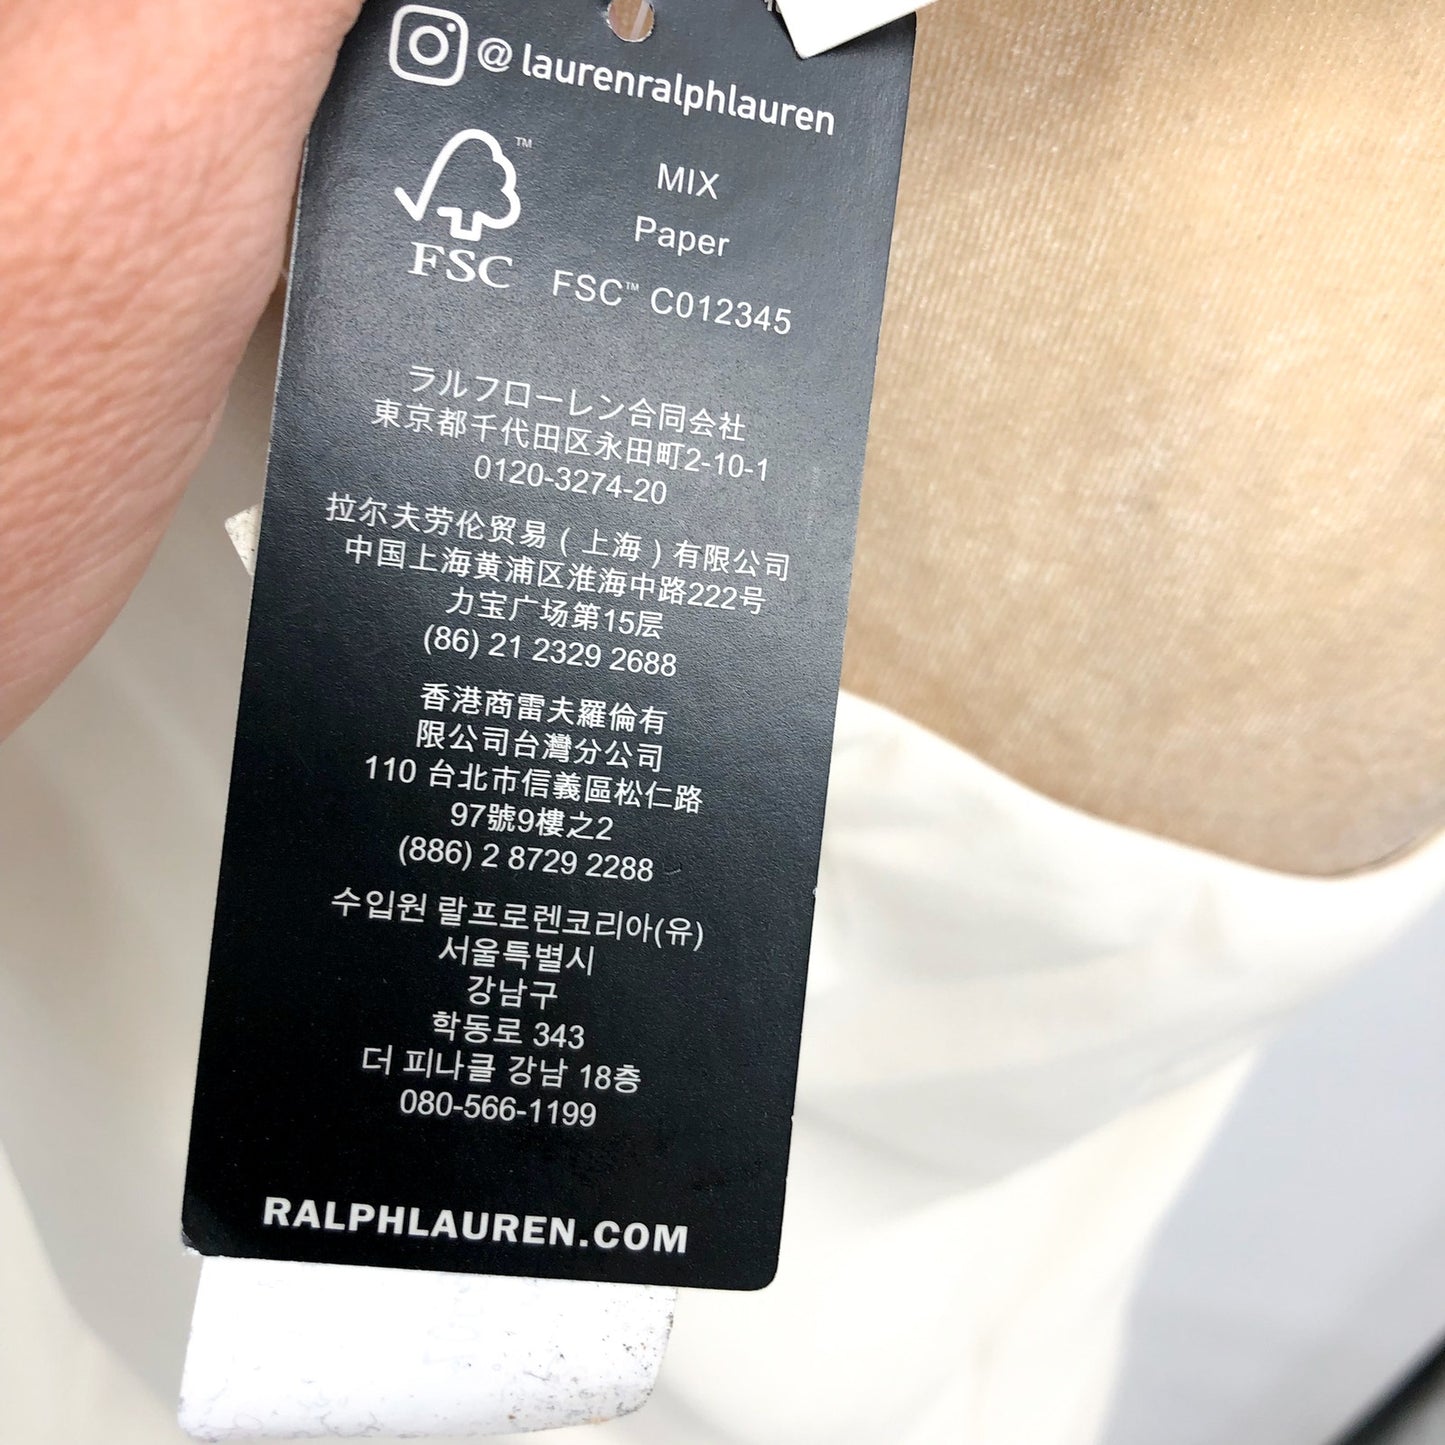 @laurenralphlauren
™
MIX
Paper
FSC
FSC™ C012345
ラルフローレン合同会社
東京都千代田区永田町2-10-1
0120-3274-20
拉尔夫劳伦贸易（上海）有限公司
中国上海黄浦区淮海中路222号
力宝广场第15层
(86) 21 2329 2688
香港商雷夫羅倫有
限公司台灣分公司
110 台北市信義區松仁路
97號9樓之2
(886) 2 8729 2288
수입원 랄프로렌코리아(유)
서울특별시
강남구
학동로 343
더 피나클 강남 18층
080-566-1199
RALPHLAUREN.COM